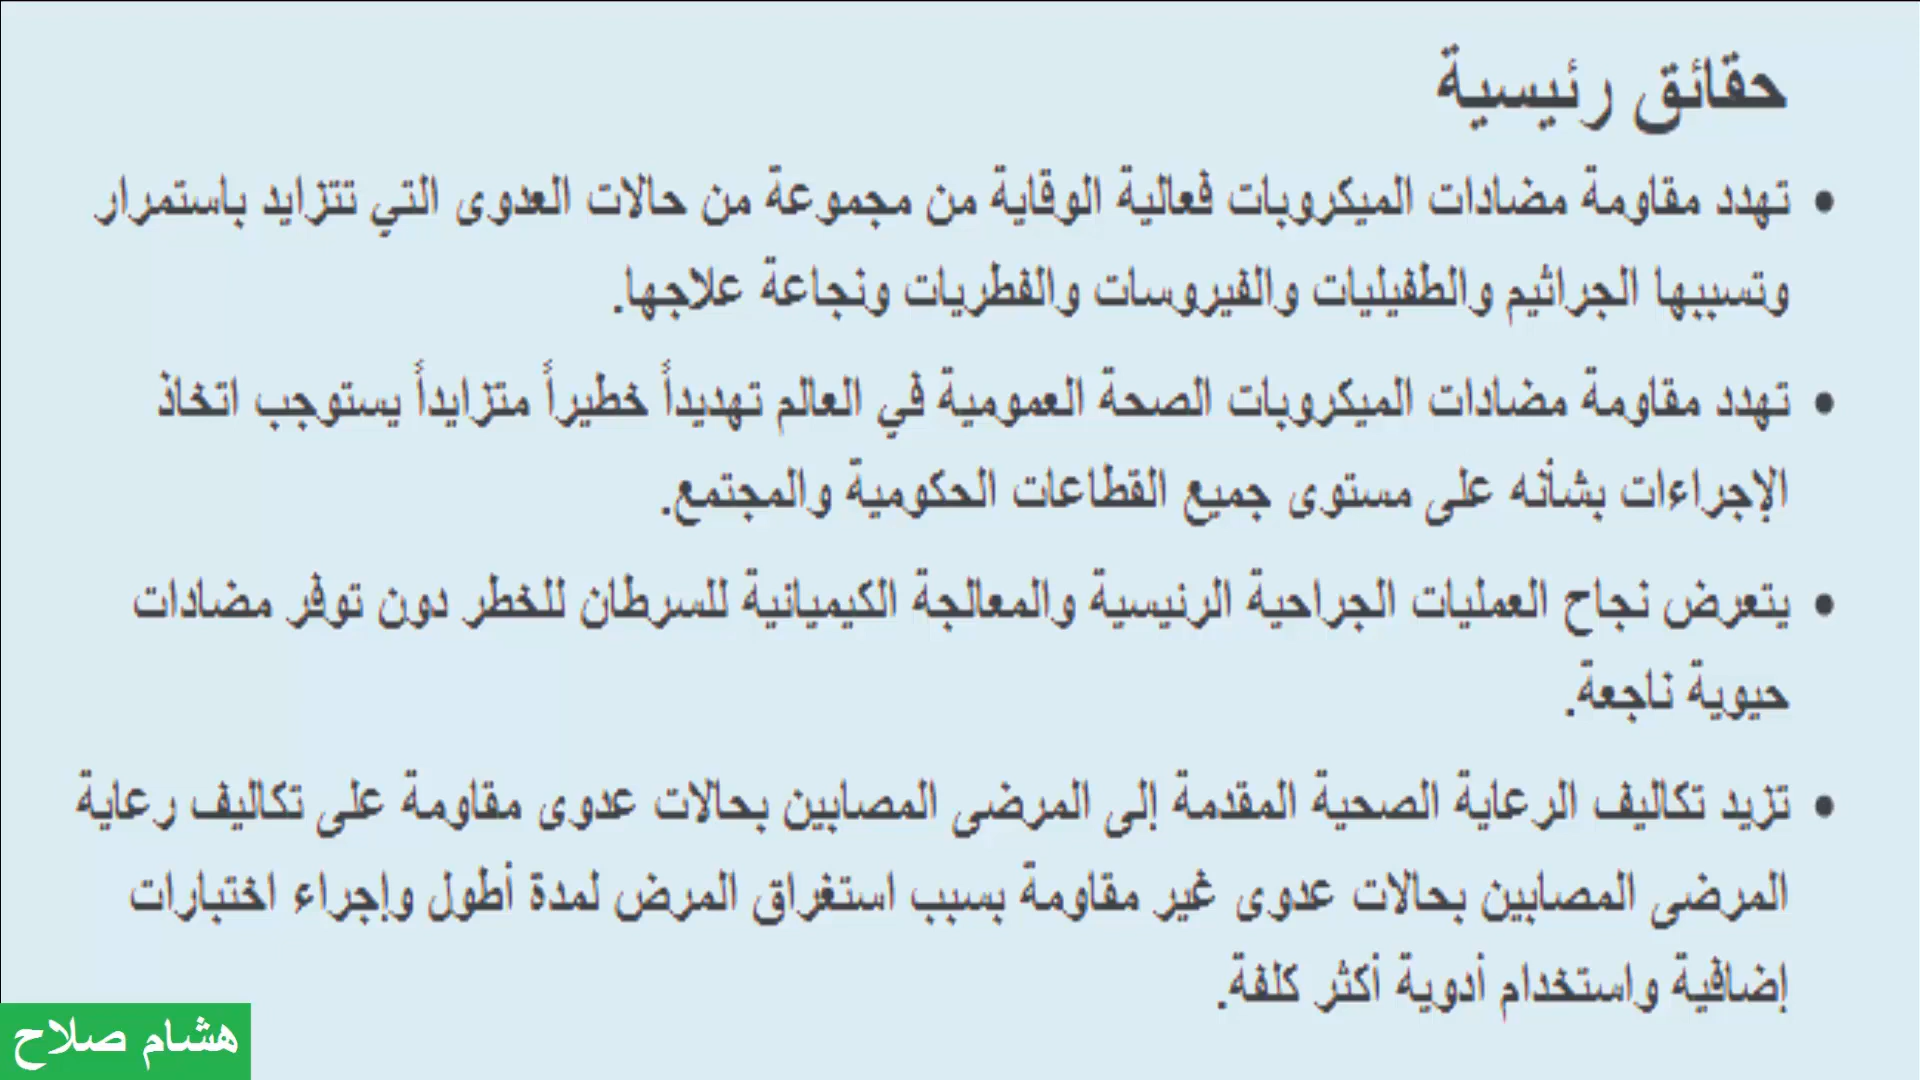 حقائق رئيسية
• تهدد مقاومة مضادات الميكروبات فعالية الوقاية من مجموعة من حالات العدوى التي تتزايد باستمرار
وتسببها الجراثيم والطفيليات والفيروسات والفطريات ونجاعة علاجها.
• تهدد مقاومة مضادات الميكروبات الصحة العمومية في العالم تهديداً خطيراً متزايداً يستوجب اتخاذ
الإجراءات بشأنه على مستوى جميع القطاعات الحكومية والمجتمع.
• يتعرض نجاح العمليات الجراحية الرئيسية والمعالجة الكيميائية للسرطان للخطر دون توفر مضادات
حيوية ناجعة.
• تزيد تكاليف الرعاية الصحية المقدمة إلى المرضى المصابين بحالات عدوى مقاومة على تكاليف رعاية
المرضى المصابين بحالات عدوى غير مقاومة بسبب استغراق المرض لمدة أطول وإجراء اختبارات
إضافية واستخدام أدوية أكثر كلفة.
هشام صلاح